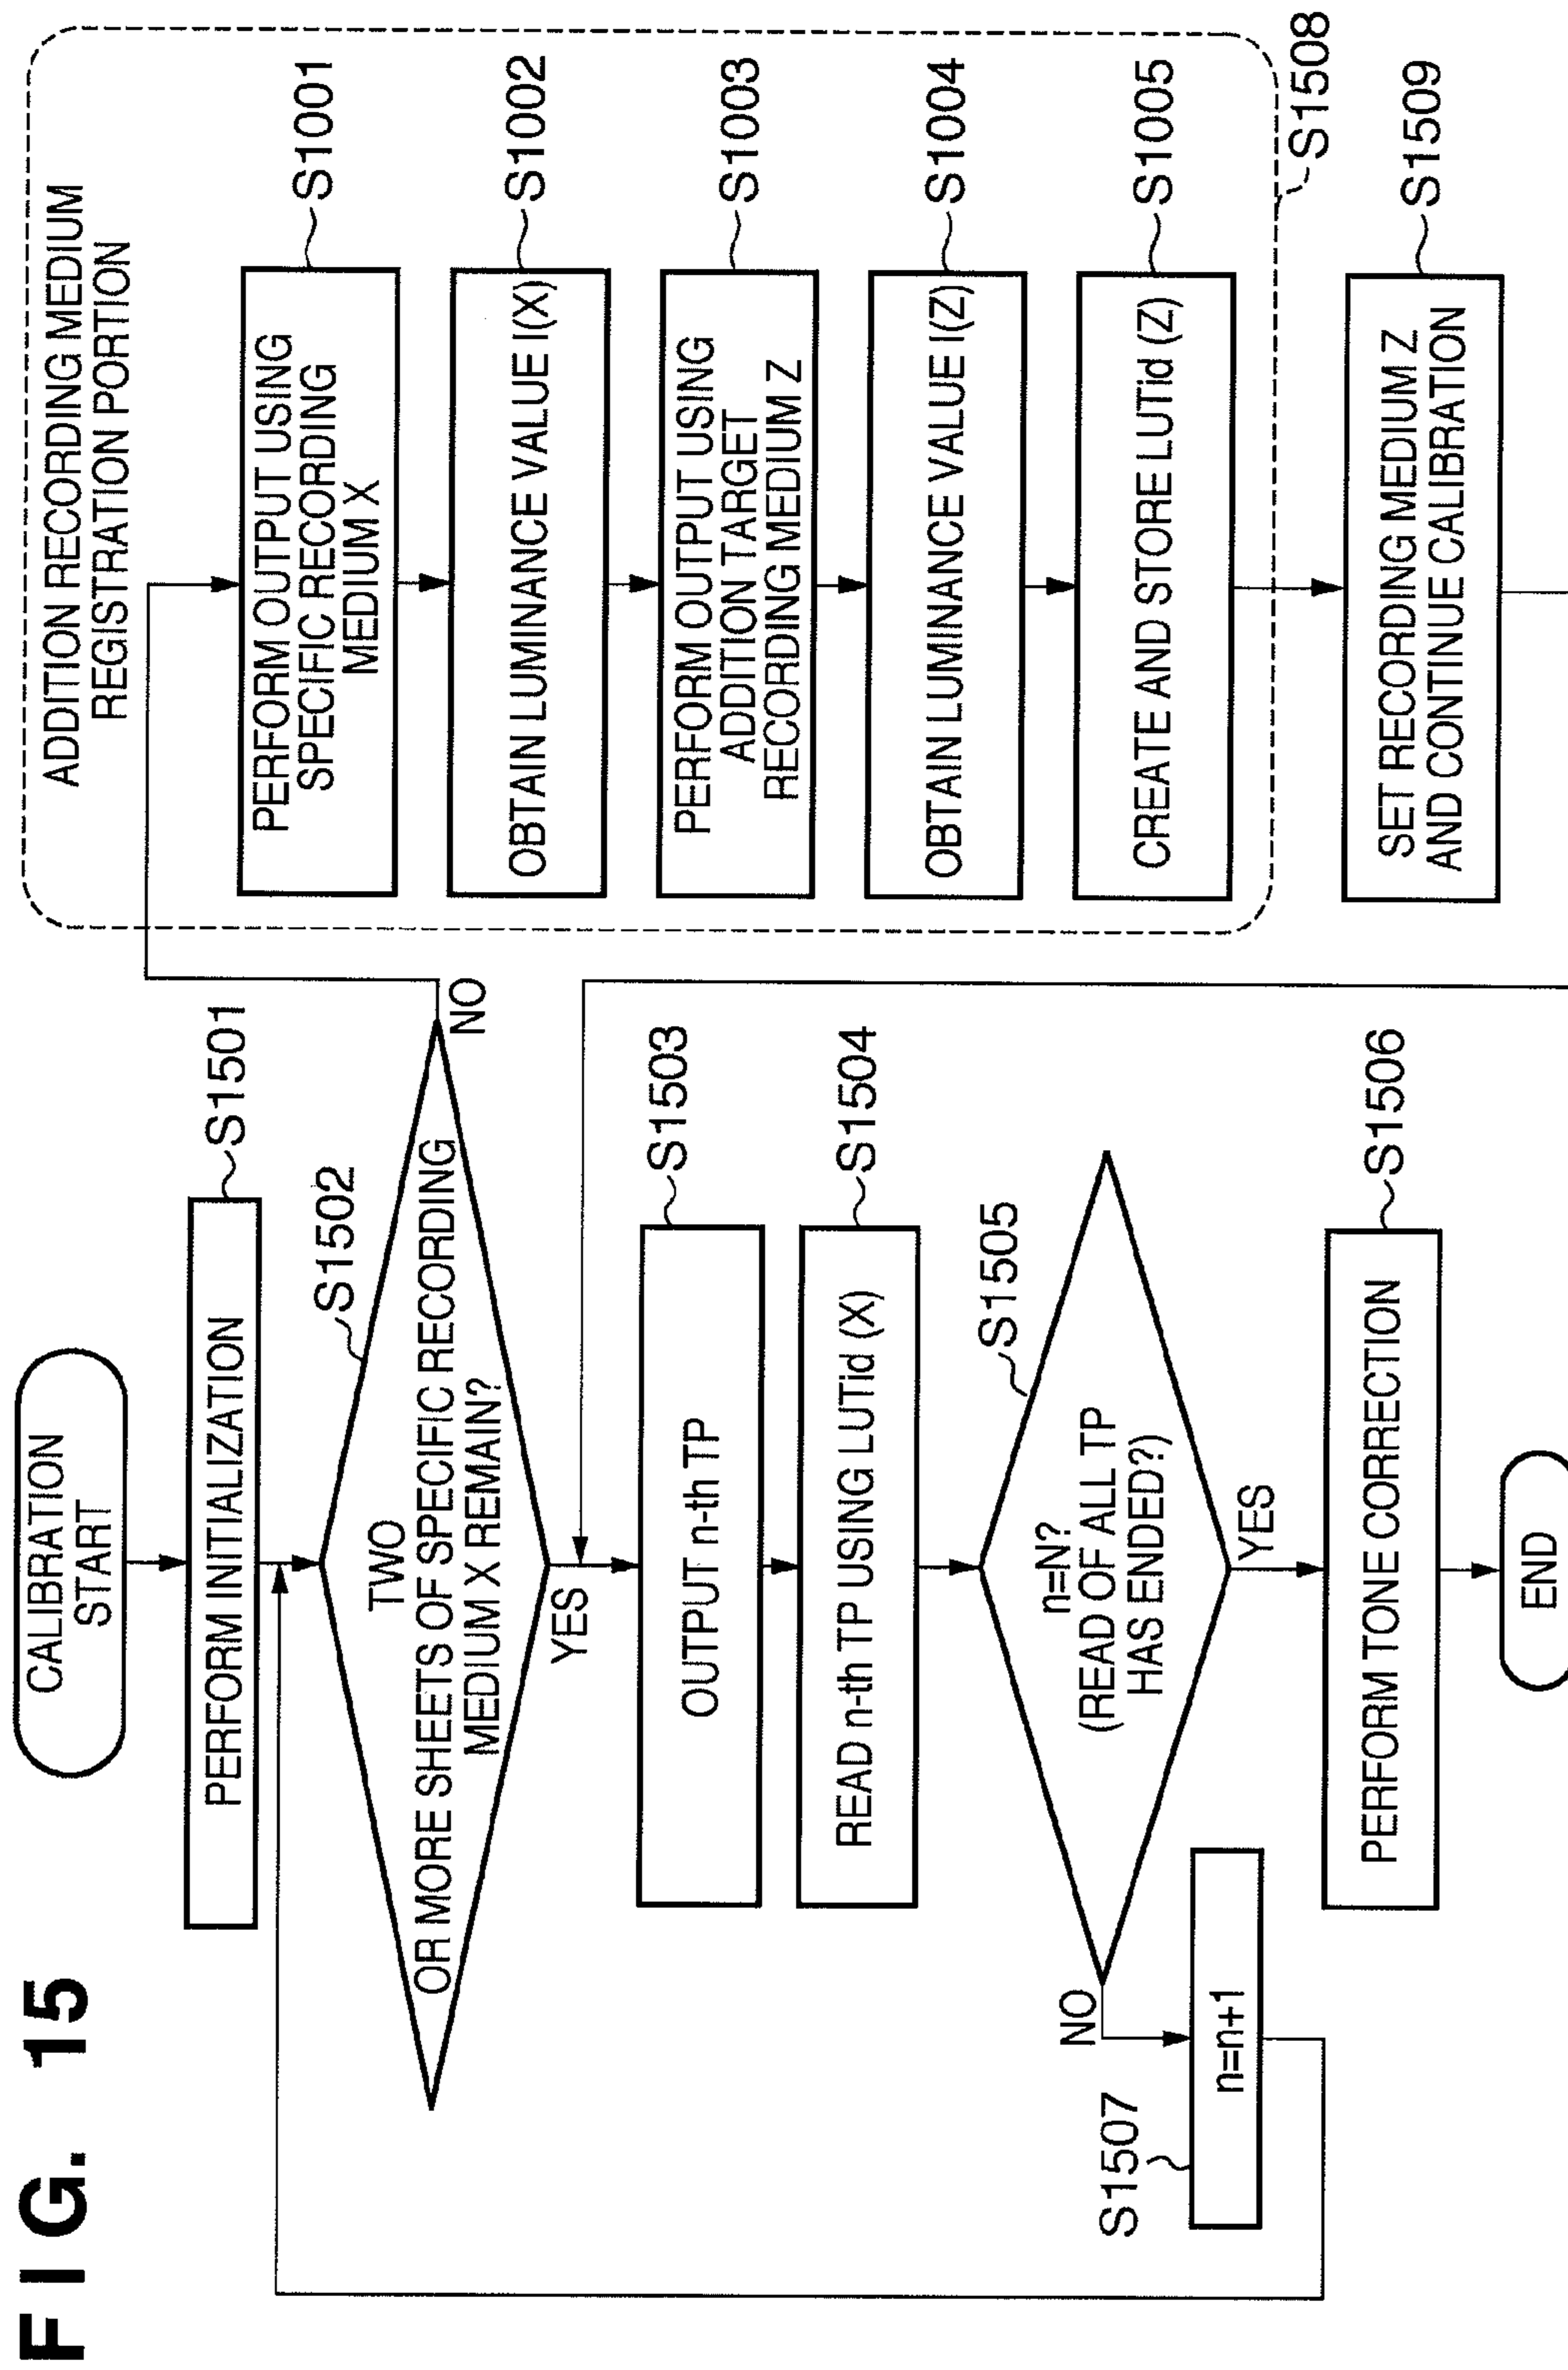 FIG. 15
CALIBRATION
START
PERFORM INITIALIZATION
S1501
S1502
TWO
OR MORE SHEETS OF SPECIFIC RECORDING
MEDIUM X REMAIN?
NO
YES
OUTPUT n-th TP
S1503
READ n-th TP USING LUTid (X)
S1504
S1505
n=N?
(READ OF ALL TP
HAS ENDED?)
NO
YES
S1507
n=n+1
PERFORM TONE CORRECTION
S1506
END
ADDITION RECORDING MEDIUM
REGISTRATION PORTION
PERFORM OUTPUT USING
SPECIFIC RECORDING
MEDIUM X
S1001
OBTAIN LUMINANCE VALUE I(X)
S1002
PERFORM OUTPUT USING
ADDITION TARGET
RECORDING MEDIUM Z
S1003
OBTAIN LUMINANCE VALUE I(Z)
S1004
CREATE AND STORE LUTid (Z)
S1005
S1508
SET RECORDING MEDIUM Z
AND CONTINUE CALIBRATION
S1509